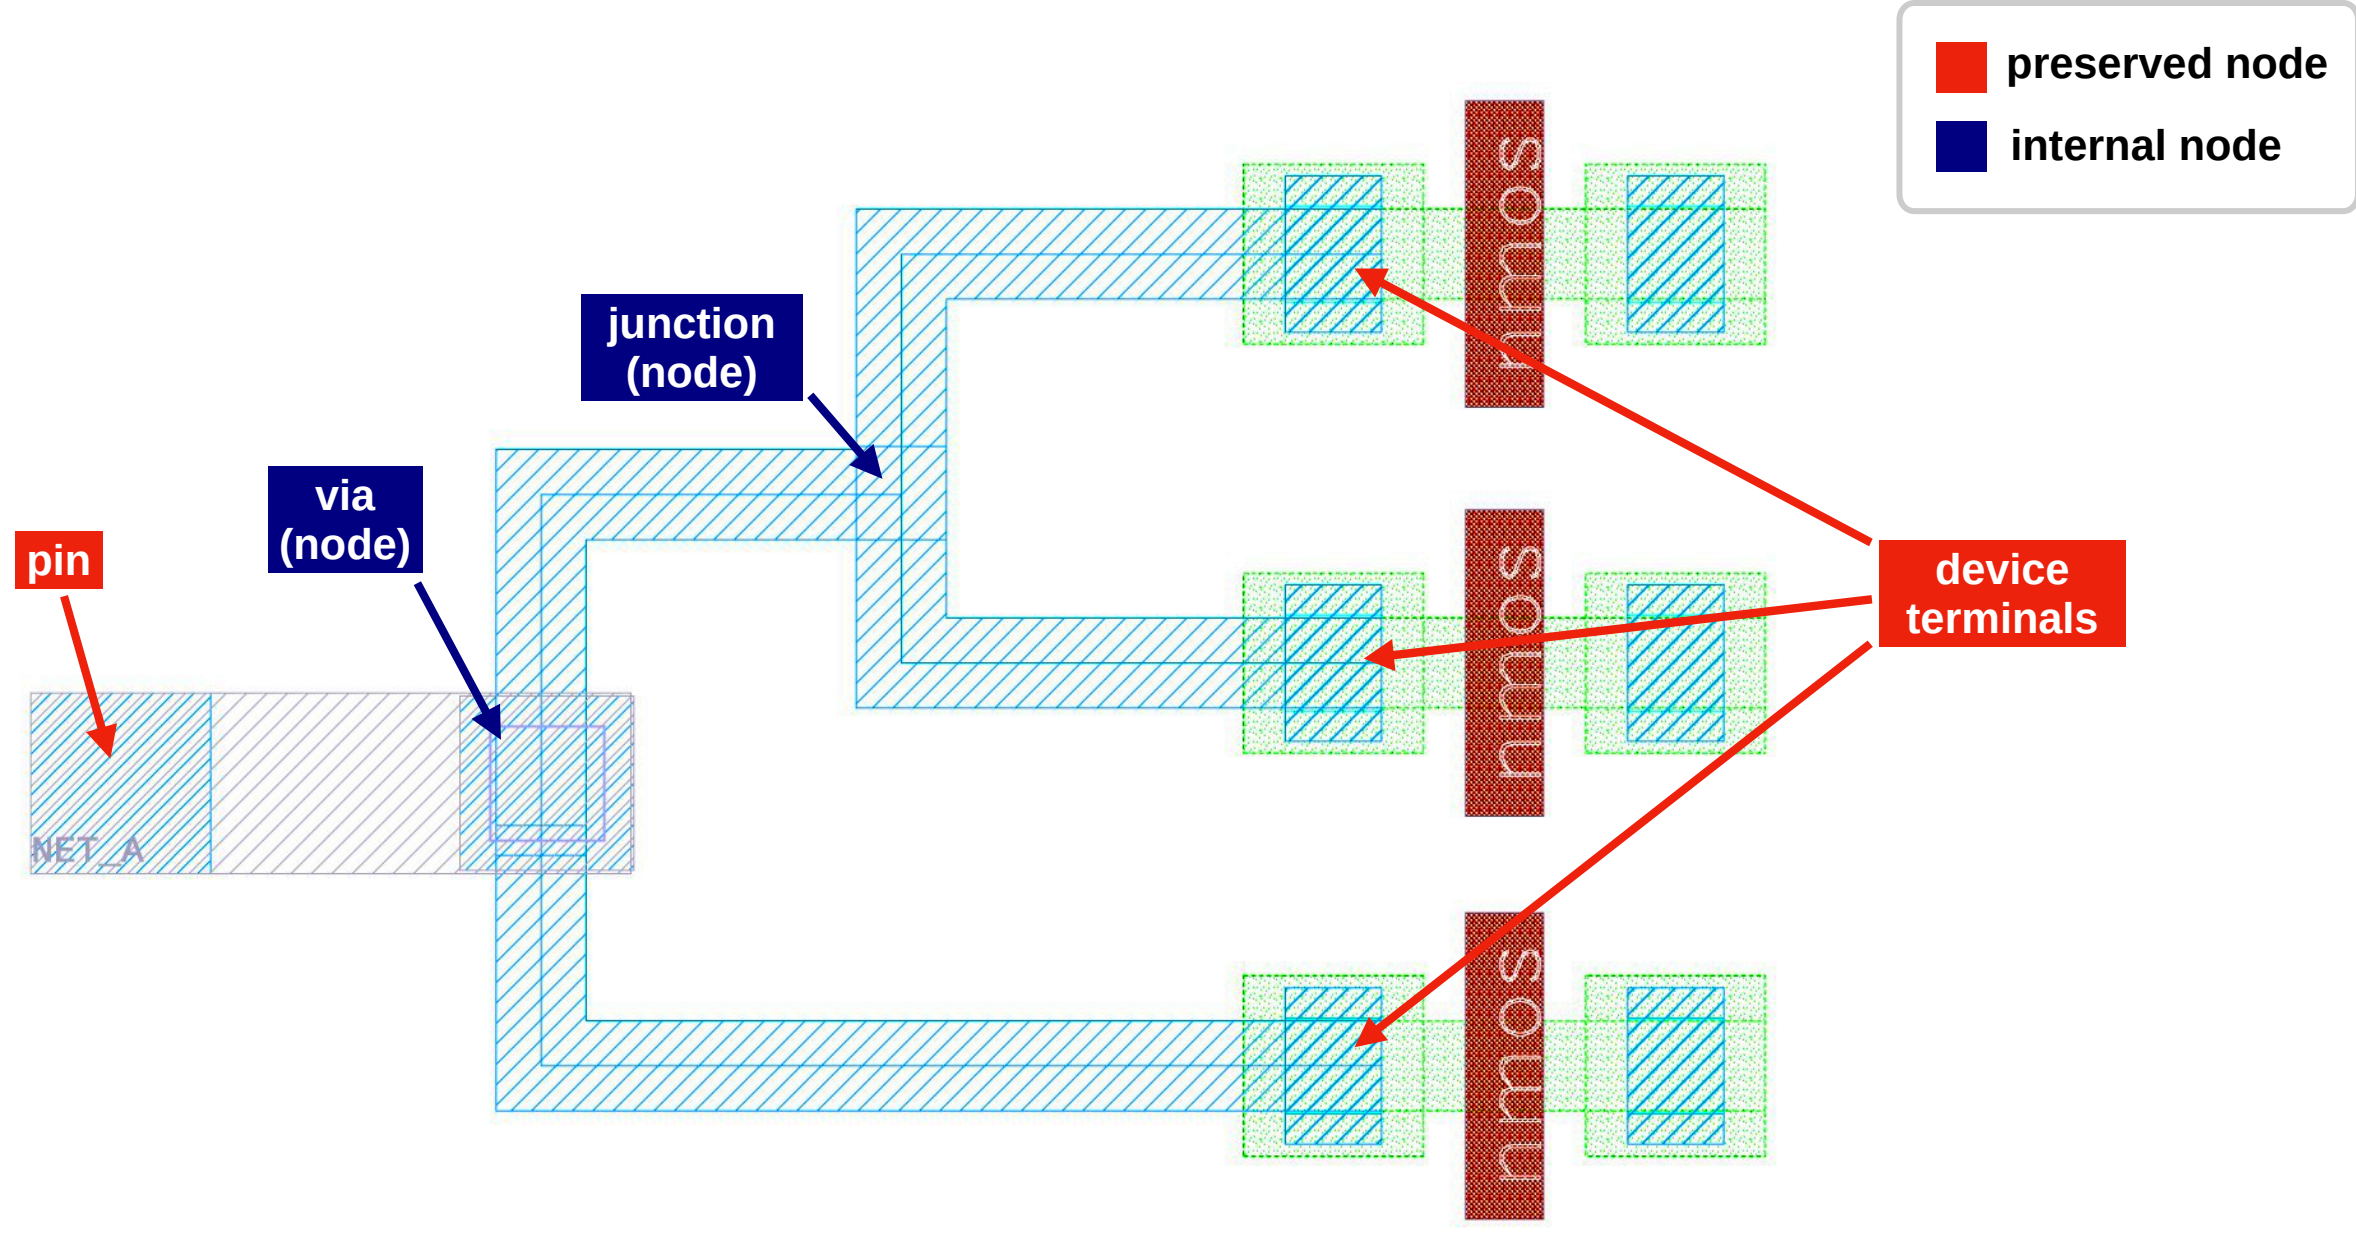 preserved node
internal node
junction
(node)
via
(node)
pin
device
terminals
NET_A
nmos
nmos
nmos